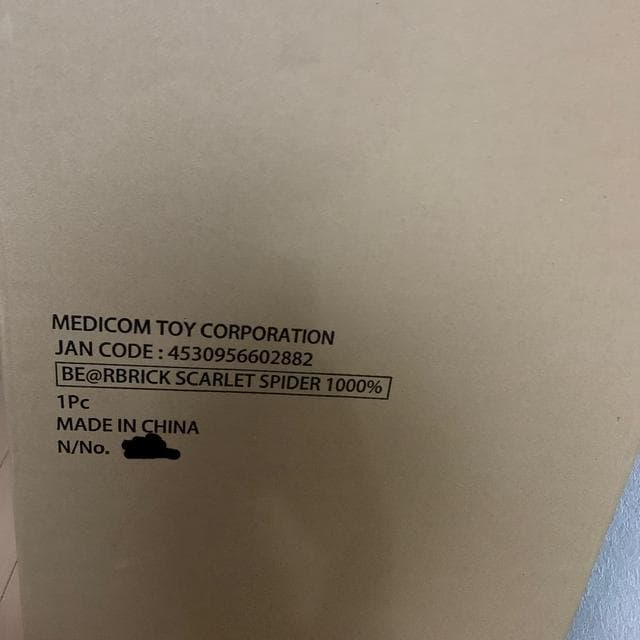 MEDICOM TOY CORPORATION
JAN CODE : 4530956602882
BE@RBRICK SCARLET SPIDER 1000%
1Pc
MADE IN CHINA
N/No.